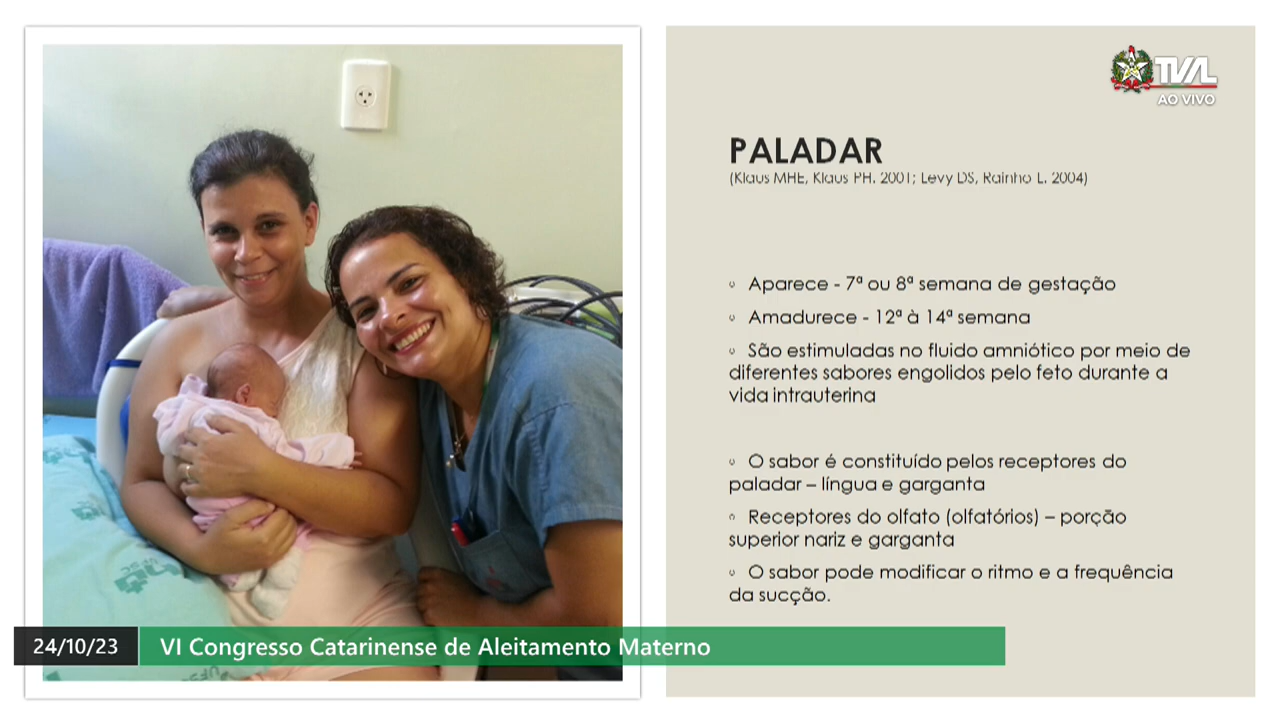 TVAL
AO VIVO
PALADAR
(Klaus MHE, Klaus PH. 2001; Levy DS, Rainho L. 2004)
Aparece - 7ª ou 8ª semana de gestação
Amadurece - 12ª à 14ª semana
São estimuladas no fluido amniótico por meio de
diferentes sabores engolidos pelo feto durante a
vida intrauterina
O sabor é constituído pelos receptores do
paladar – língua e garganta
Receptores do olfato (olfatórios) – porção
superior nariz e garganta
O sabor pode modificar o ritmo e a frequência
da sucção.
UFSC
24/10/23 VI Congresso Catarinense de Aleitamento Materno